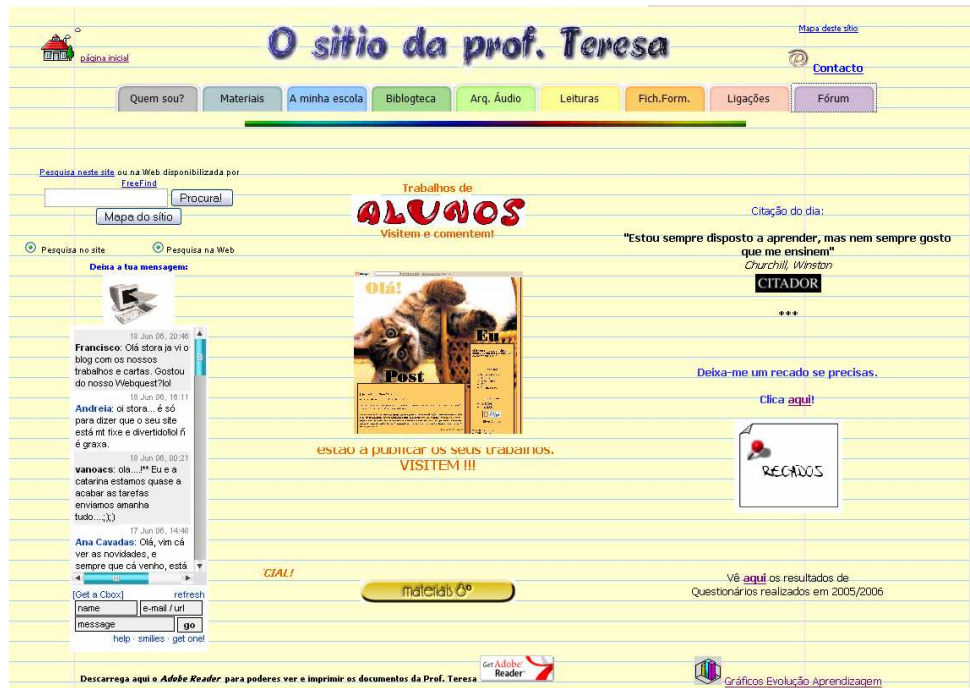 O sitio da prof. Teresa
Mapa deste sítio
página inicial
Contacto
Quem sou?
Materiais
A minha escola
Biblogteca
Arq. Áudio
Leituras
Fich.Form.
Ligações
Fórum
Pesquisa neste site ou na Web disponibilizada por
FreeFind
Procura!
Mapa do sítio
Pesquisa no site
Pesquisa na Web
Deixa a tua mensagem:
18 Jun 06, 20:46
Francisco: Olá stora ja vi o
blog com os nossos
trabalhos e cartas. Gostou
do nosso Webquest?lol
18 Jun 06, 18:11
Andreia: oi stora... é só
para dizer que o seu site
está mt fixe e divertidolol ñ
é graxa.
18 Jun 06, 00:21
vanoacs: ola....!** Eu e a
catarina estamos quase a
acabar as tarefas
enviamos amanha
tudo...;);)
17 Jun 06, 14:48
Ana Cavadas: Olá, vim cá
ver as novidades, e
sempre que cá venho, está
[Get a Cbox]
refresh
name
e-mail / url
message
go
help · smilies · get one!
Trabalhos de
ALUNOS
Visitem e comentem!
Olá!
Eu
Post
estão a publicar os seus trabalhos.
VISITEM !!!
CIAL!
materiais 8º
Citação do dia:
"Estou sempre disposto a aprender, mas nem sempre gosto
que me ensinem"
Churchill, Winston
CITADOR
***
Deixa-me um recado se precisas.
Clica aqui!
RECADOS
Vê aqui os resultados de
Questionários realizados em 2005/2006
Descarrega aqui o Adobe Reader para poderes ver e imprimir os documentos da Prof. Teresa
Get Adobe
Reader
Gráficos Evolução Aprendizagem